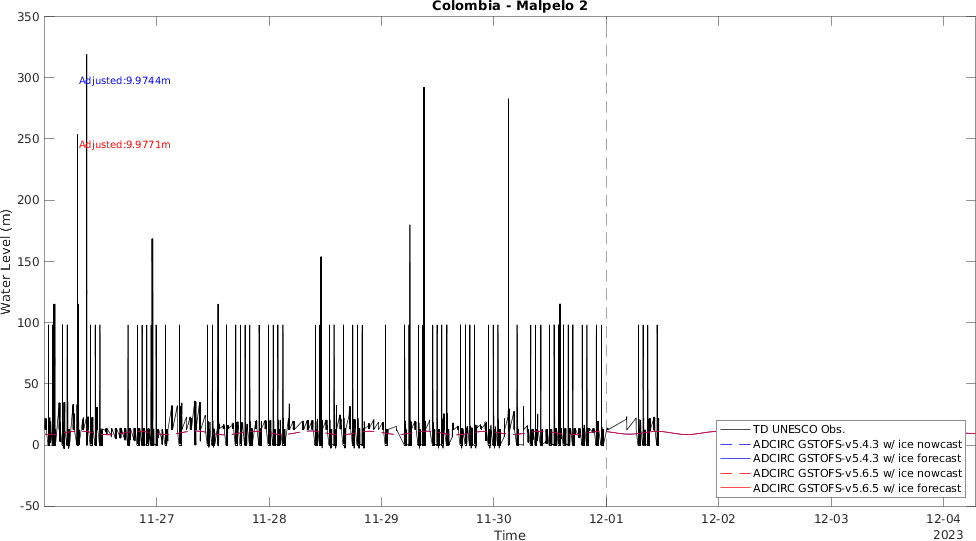 Colombia - Malpelo 2
350
300
250
200
150
100
50
0
-50
Water Level (m)
Adjusted:9.9744m
Adjusted:9.9771m
TD UNESCO Obs.
ADCIRC GSTOFS-v5.4.3 w/ ice nowcast
ADCIRC GSTOFS-v5.4.3 w/ ice forecast
ADCIRC GSTOFS-v5.6.5 w/ ice nowcast
ADCIRC GSTOFS-v5.6.5 w/ ice forecast
11-27
11-28
11-29
11-30
12-01
12-02
12-03
12-04
2023
Time